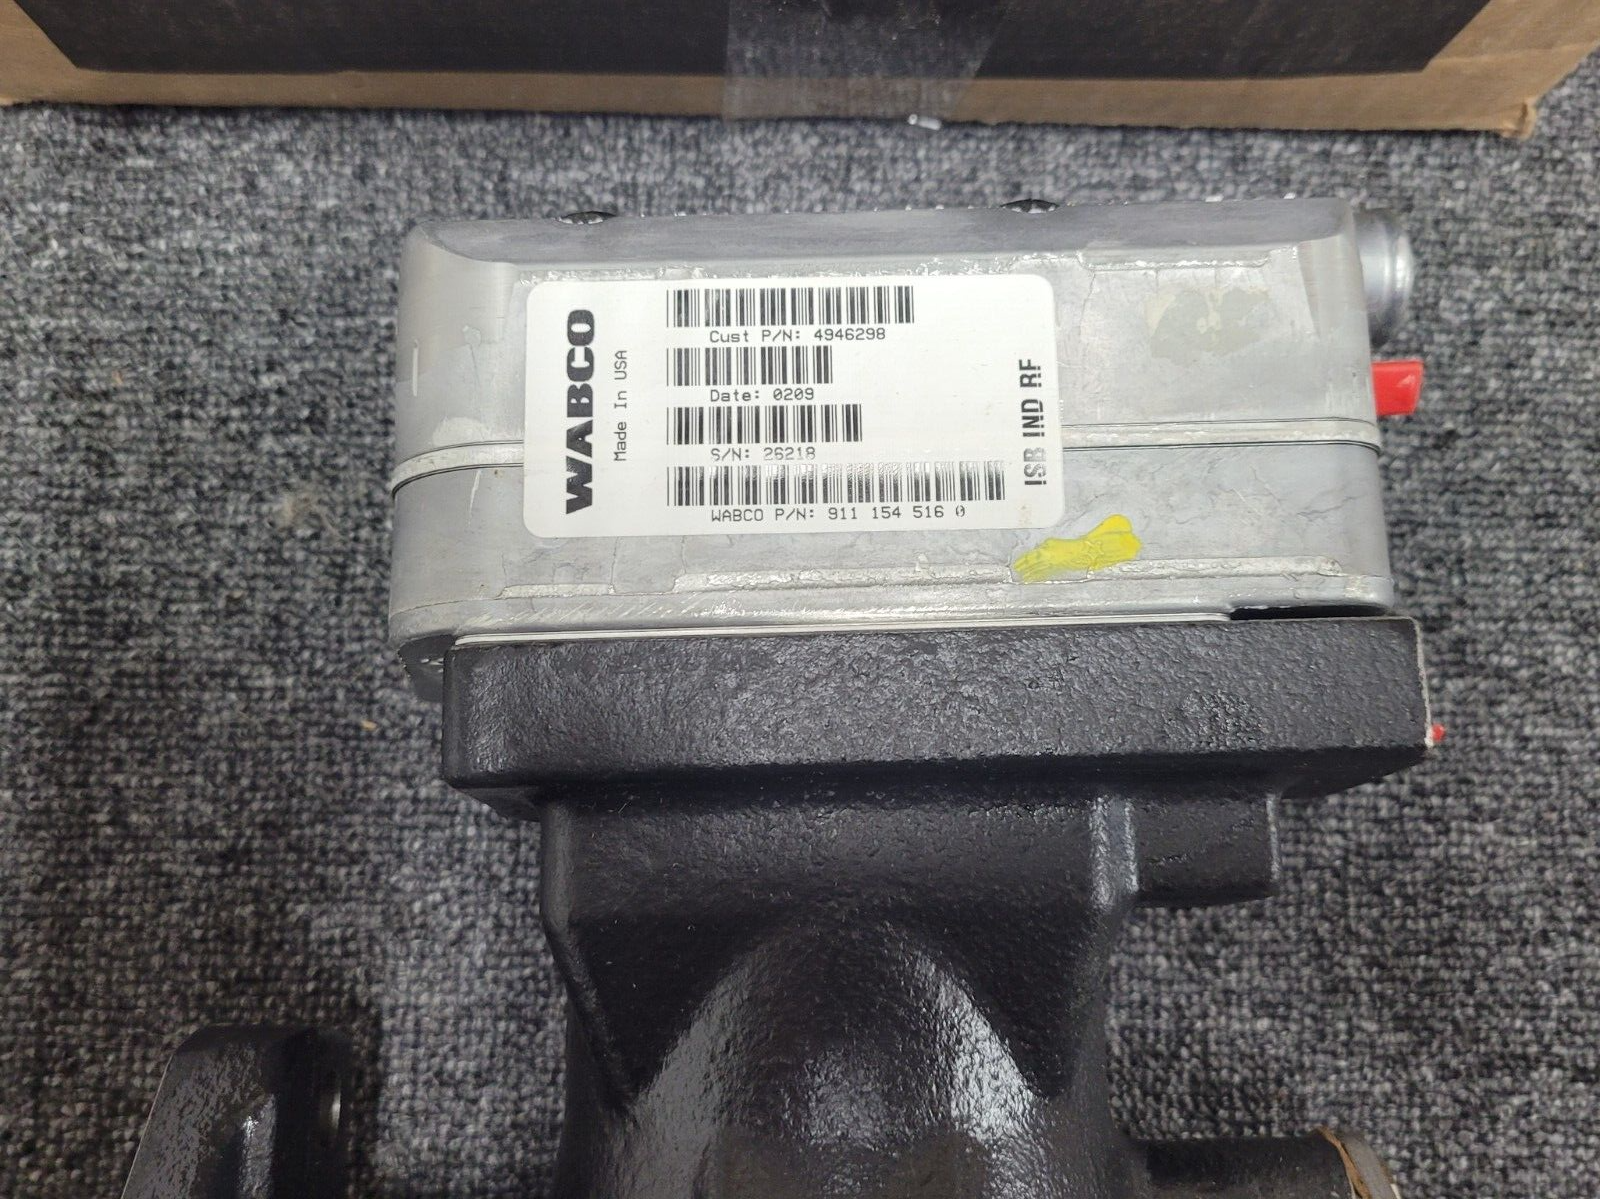 WABCO
Made In USA
Cust P/N: 4946298
Date: 0209
S/N: 26218
WABCO P/N: 911 154 516 0
ISB IND RF